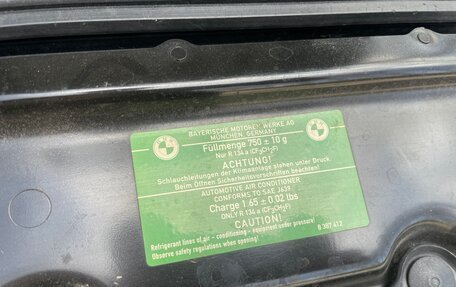 BAYERISCHE MOTOREN WERKE AG
MÜNCHEN, GERMANY
Füllmenge 750 ± 10 g
Nur R 134 a (CF3CH2F)
ACHTUNG!
Schlauchleitungen der Klimaanlage stehen unter Druck.
Beim Öffnen Sicherheitsvorschriften beachten!
AUTOMOTIVE AIR CONDITIONER
CONFORMS TO SAE J639
Charge 1.65 ± 0.02 lbs
ONLY R 134 a (CF3CH2F)
CAUTION!
Refrigerant lines of air - conditioning - equipment under pressure!
Observe safety regulations when opening!
8 387 413